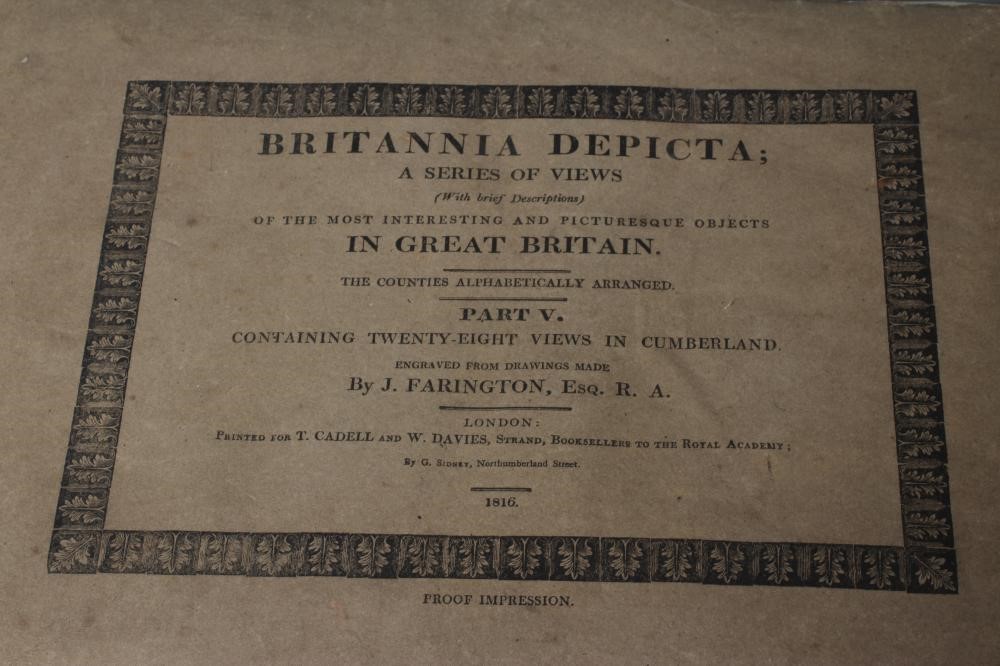 BRITANNIA DEPICTA;
A SERIES OF VIEWS
(With brief Descriptions)
OF THE MOST INTERESTING AND PICTURESQUE OBJECTS
IN GREAT BRITAIN.
THE COUNTIES ALPHABETICALLY ARRANGED.
PART V.
CONTAINING TWENTY-EIGHT VIEWS IN CUMBERLAND.
ENGRAVED FROM DRAWINGS MADE
By J. FARINGTON, Esq. R. A.
LONDON:
Printed for T. CADELL and W. DAVIES, Strand, Booksellers to the Royal Academy;
By G. Sidney, Northumberland Street.
1816.
PROOF IMPRESSION.